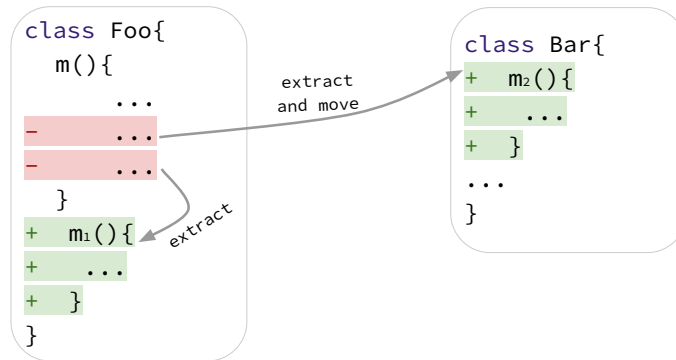 class Foo{
m(){
...
- ...
- ...
}
+ m₁(){
+ ...
+ }
}
extract
and move
extract
class Bar{
+ m₂(){
+ ...
+ }
...
}